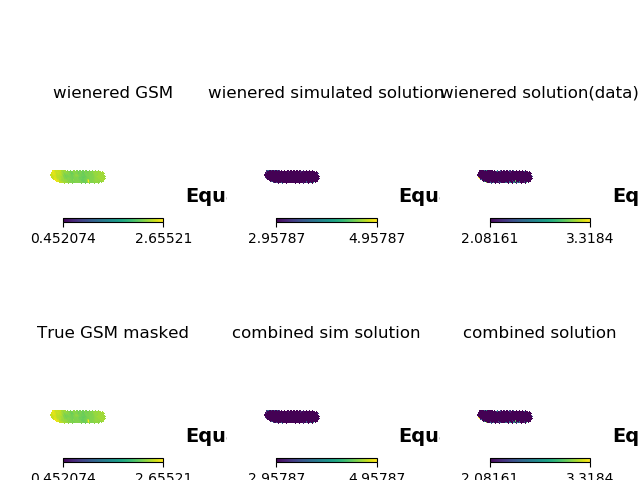 wienered GSM wienered simulated solution wienered solution(data)
Equ Equ Eq
0.452074 2.65521 2.95787 4.95787 2.08161 3.3184
True GSM masked combined sim solution combined solution
Equ Equ Eq
0.452074 2.65521 2.95787 4.95787 2.08161 3.3184